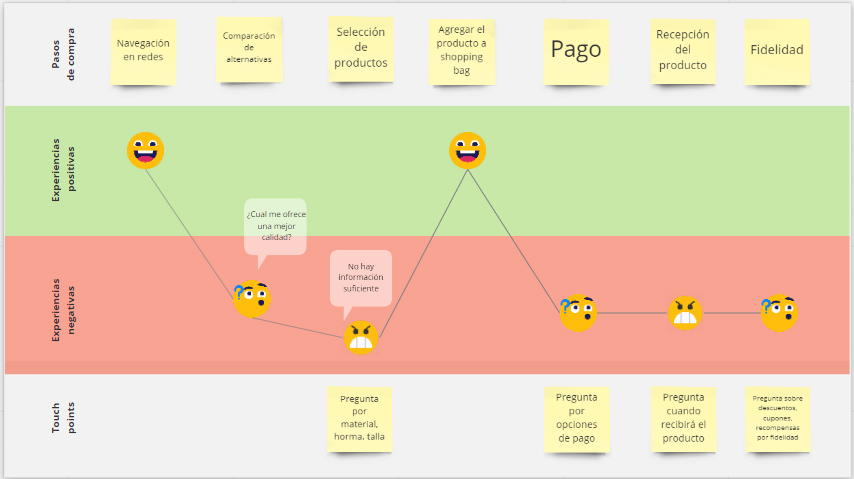 Pasos
de compra
Navegación
en redes
Comparación
de
alternativas
Selección
de
productos
Agregar el
producto a
shopping
bag
Pago
Recepción
del
producto
Fidelidad
Experiencias
positivas
¿Cual me ofrece
una mejor
calidad?
Experiencias
negativas
No hay
información
suficiente
Touch
points
Pregunta
por
material,
horma, talla
Pregunta
por
opciones
de pago
Pregunta
cuando
recibirá el
producto
Pregunta sobre
descuentos,
cupones,
recompensas
por fidelidad